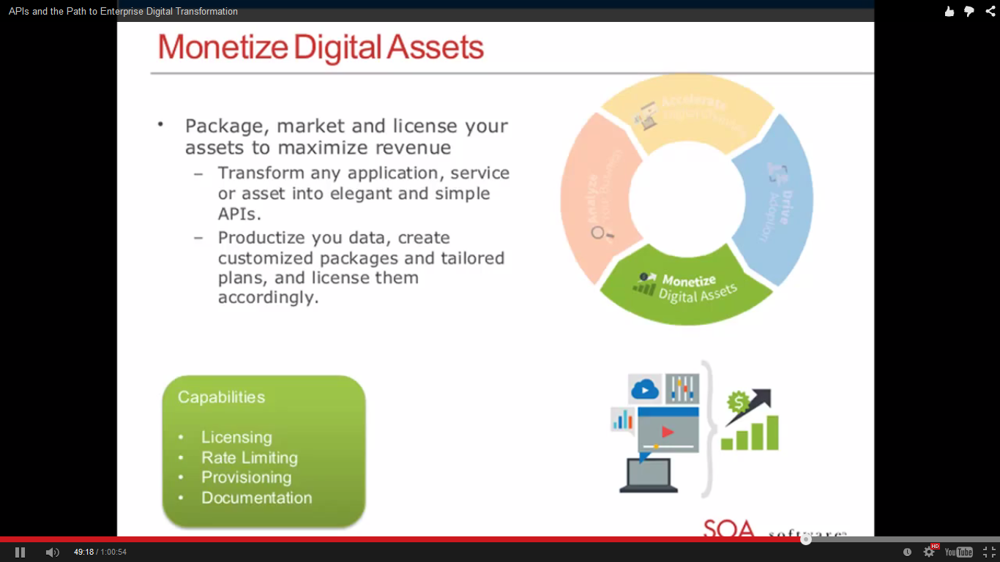 APIs and the Path to Enterprise Digital Transformation
Monetize Digital Assets
• Package, market and license your
assets to maximize revenue
– Transform any application, service
or asset into elegant and simple
APIs.
– Productize you data, create
customized packages and tailored
plans, and license them
accordingly.
Accelerate
Drive
Adoption
Monetize
Digital Assets
Analyze
Your Business
Capabilities
• Licensing
• Rate Limiting
• Provisioning
• Documentation
$
SOA software
49:18 / 1:00:54
HD
YouTube